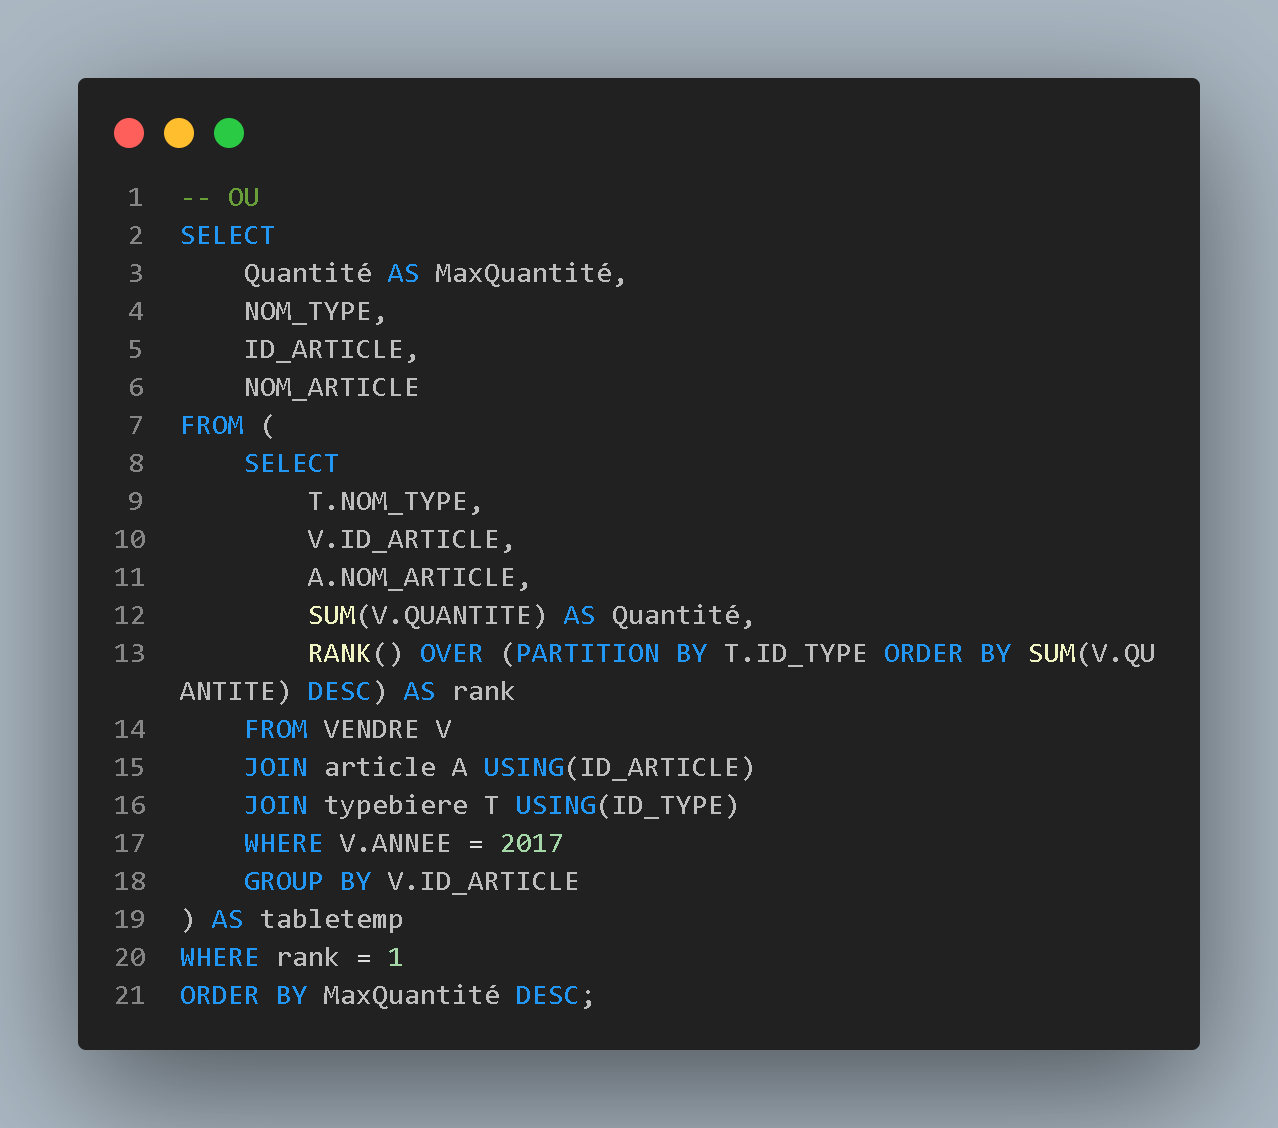 1 -- OU
2 SELECT
3     Quantité AS MaxQuantité,
4     NOM_TYPE,
5     ID_ARTICLE,
6     NOM_ARTICLE
7 FROM (
8     SELECT
9         T.NOM_TYPE,
10         V.ID_ARTICLE,
11         A.NOM_ARTICLE,
12         SUM(V.QUANTITE) AS Quantité,
13         RANK() OVER (PARTITION BY T.ID_TYPE ORDER BY SUM(V.QU
ANTITE) DESC) AS rank
14     FROM VENDRE V
15     JOIN article A USING(ID_ARTICLE)
16     JOIN typebiere T USING(ID_TYPE)
17     WHERE V.ANNEE = 2017
18     GROUP BY V.ID_ARTICLE
19 ) AS tabletemp
20 WHERE rank = 1
21 ORDER BY MaxQuantité DESC;